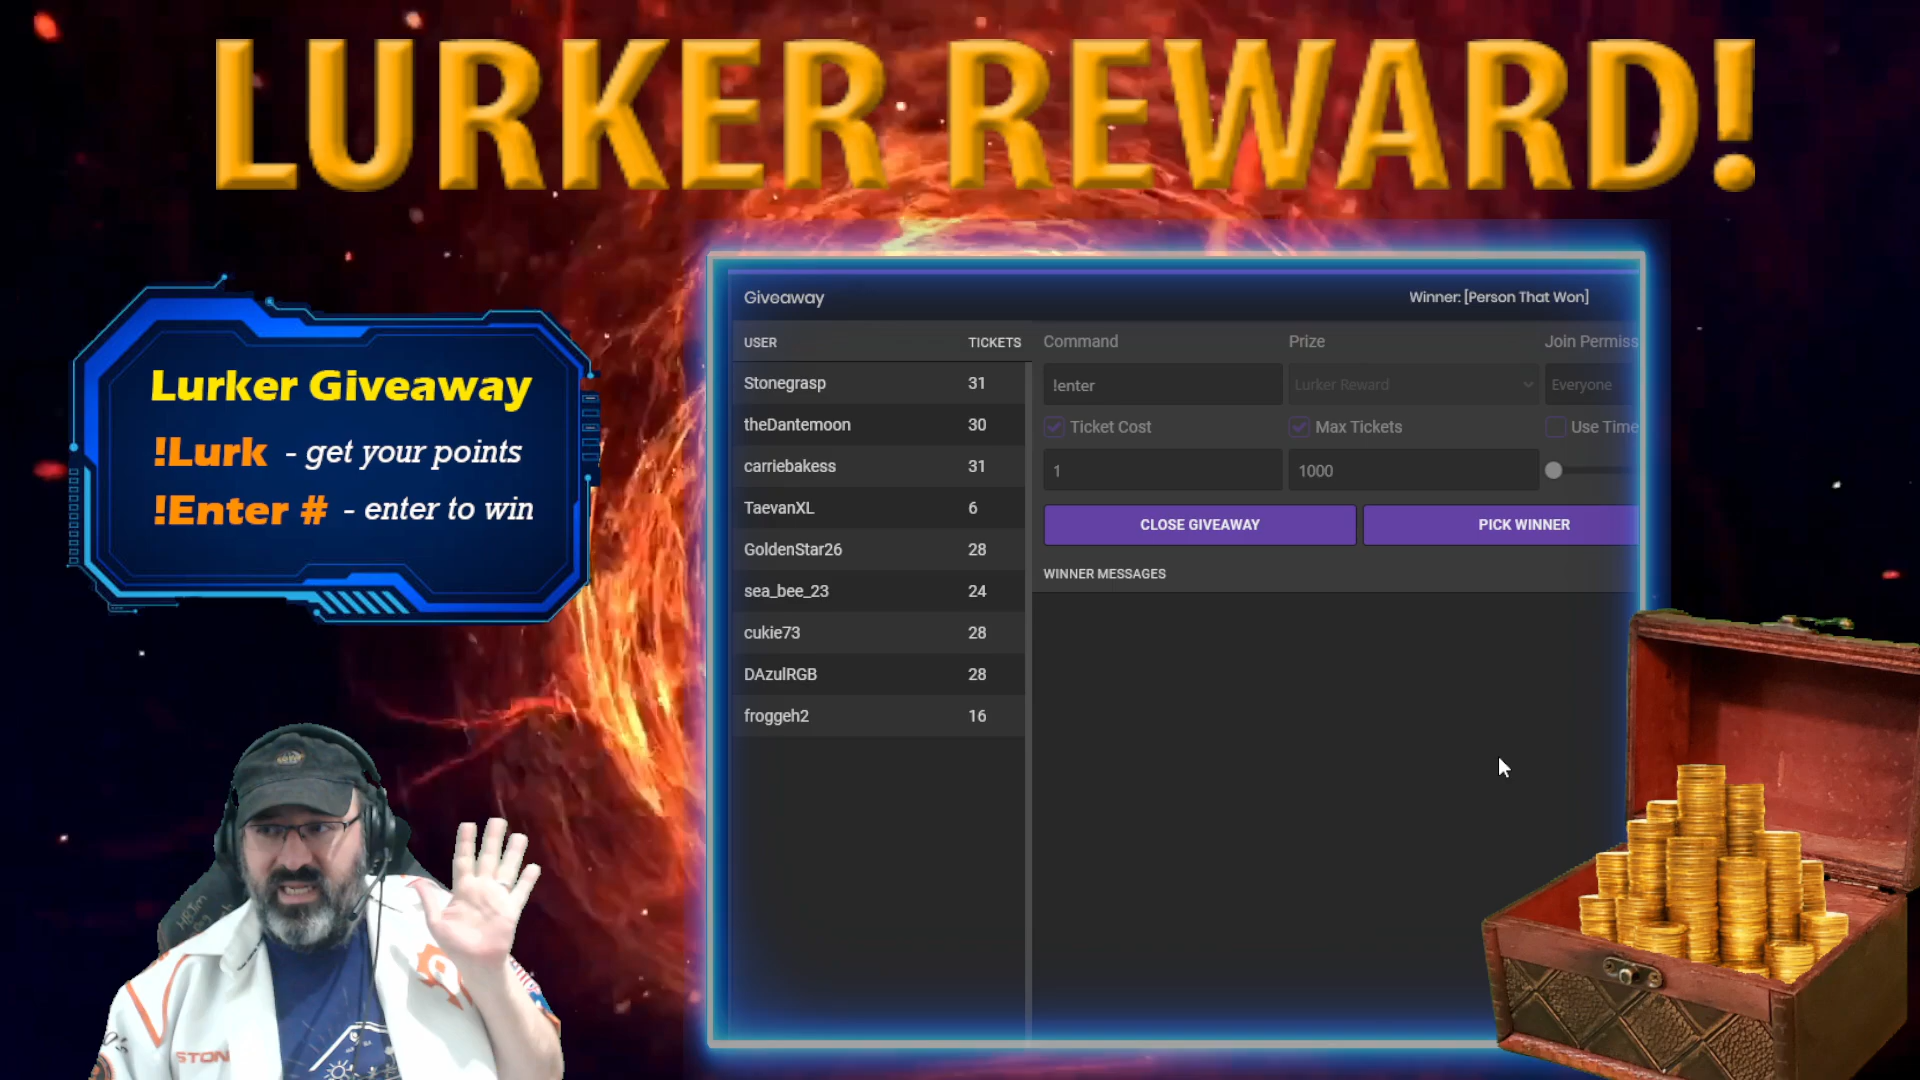 LURKER REWARD!
Lurker Giveaway
!Lurk - get your points
!Enter # - enter to win
Giveaway
Winner: [Person That Won]
USER TICKETS
Stonegrasp 31
theDantemoon 30
carriebakess 31
TaevanXL 6
GoldenStar26 28
sea_bee_23 24
cukie73 28
DAzulRGB 28
froggeh2 16
Command Prize Join Permiss
!enter Lurker Reward Everyone
Ticket Cost Max Tickets Use Time
1 1000
CLOSE GIVEAWAY PICK WINNER
WINNER MESSAGES
STON